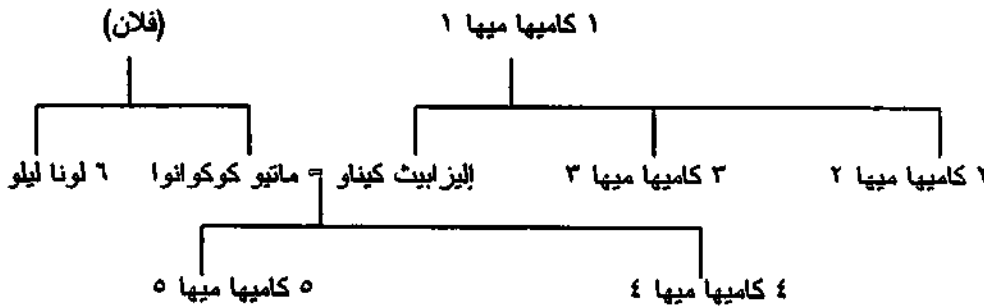 ١ كاميها ميها ١ (فلان)
٢ كاميها ميها ٢ ٣ كاميها ميها ٣ إليزابيث كيناو = ماتيو كوكوانوا ٦ لونا ليلو
٤ كاميها ميها ٤ ٥ كاميها ميها ٥